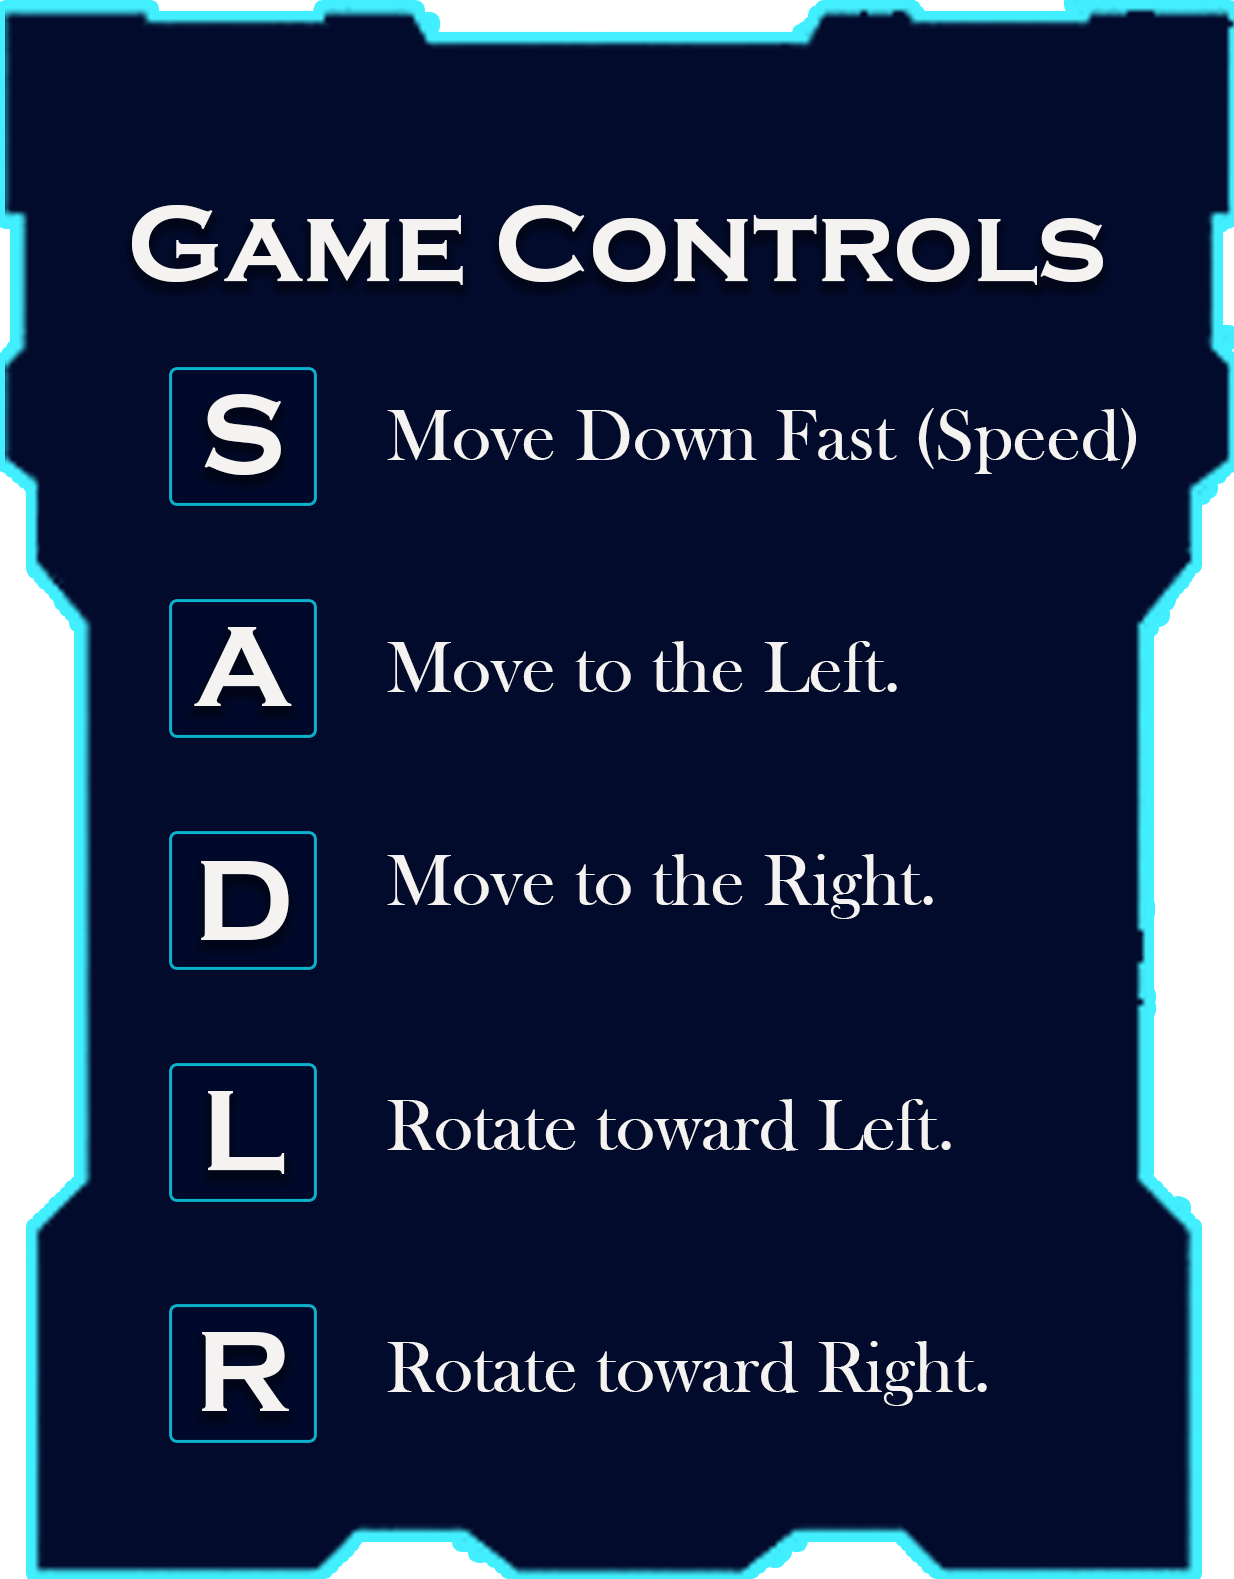 Game Controls
S Move Down Fast (Speed)
A Move to the Left.
D Move to the Right.
L Rotate toward Left.
R Rotate toward Right.